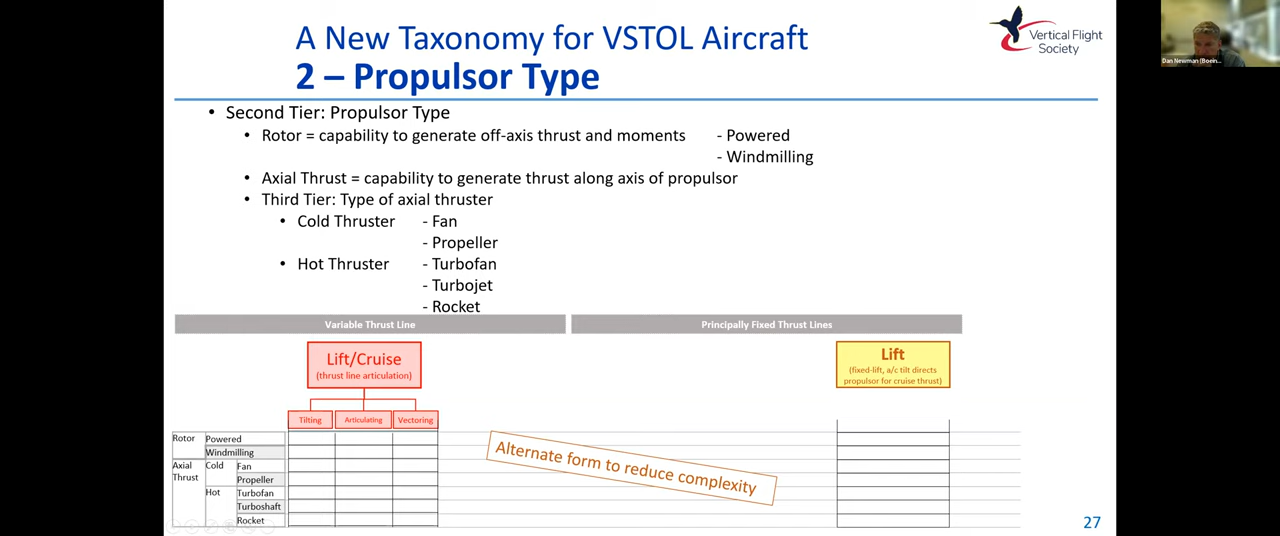 A New Taxonomy for VSTOL Aircraft
2 – Propulsor Type
Vertical Flight
Society
Dan Newman (Boein...
• Second Tier: Propulsor Type
• Rotor = capability to generate off-axis thrust and moments - Powered
- Windmilling
• Axial Thrust = capability to generate thrust along axis of propulsor
• Third Tier: Type of axial thruster
• Cold Thruster - Fan
- Propeller
• Hot Thruster - Turbofan
- Turbojet
- Rocket
Variable Thrust Line
Principally Fixed Thrust Lines
Lift/Cruise
(thrust line articulation)
Lift
(fixed-lift, a/c tilt directs
propulsor for cruise thrust)
Tilting Articulating Vectoring
Rotor Powered
Windmilling
Axial Cold Fan
Thrust Propeller
Hot Turbofan
Turboshaft
Rocket
Alternate form to reduce complexity
27